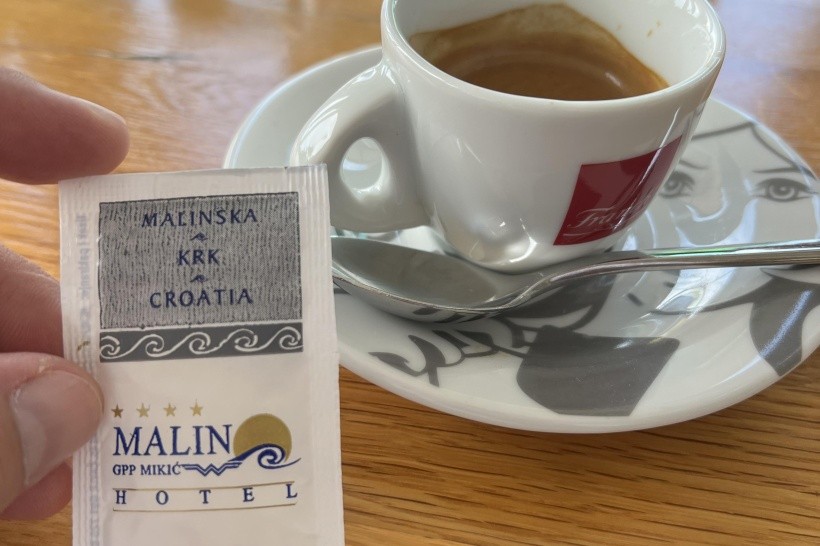 MALINSKA
KRK
CROATIA
MALIN
GPP MIKIĆ
HOTEL